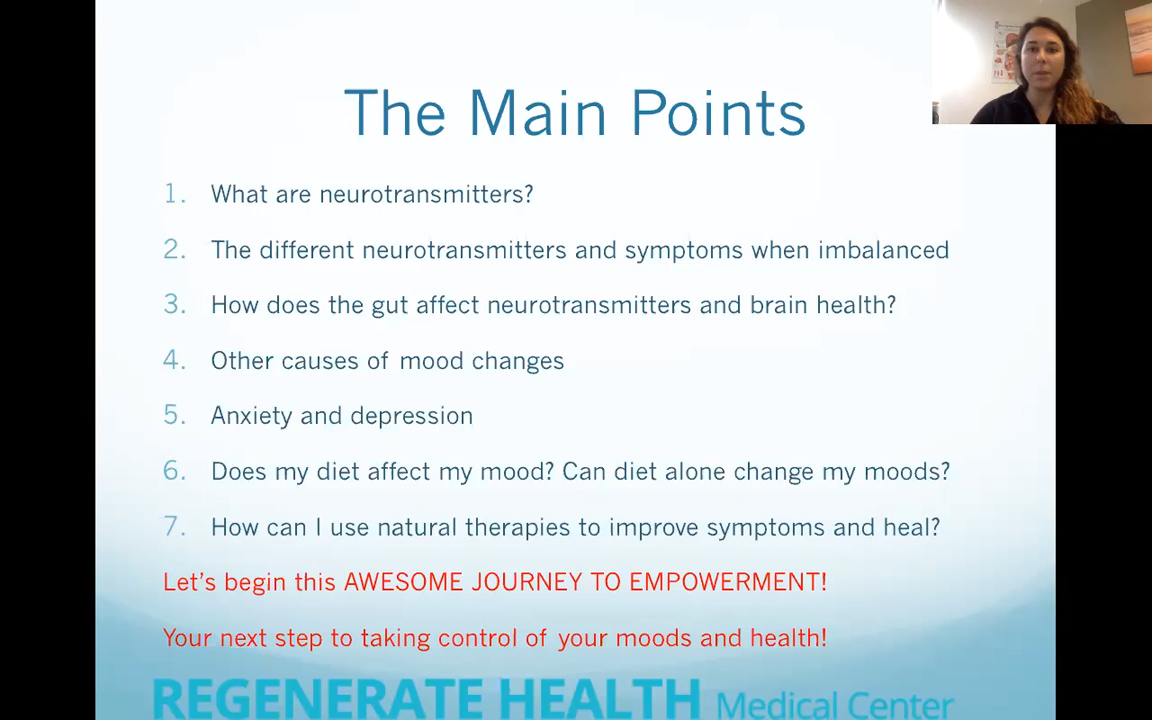 The Main Points
1. What are neurotransmitters?
2. The different neurotransmitters and symptoms when imbalanced
3. How does the gut affect neurotransmitters and brain health?
4. Other causes of mood changes
5. Anxiety and depression
6. Does my diet affect my mood? Can diet alone change my moods?
7. How can I use natural therapies to improve symptoms and heal?
Let's begin this AWESOME JOURNEY TO EMPOWERMENT!
Your next step to taking control of your moods and health!
REGENERATE HEALTH Medical Center